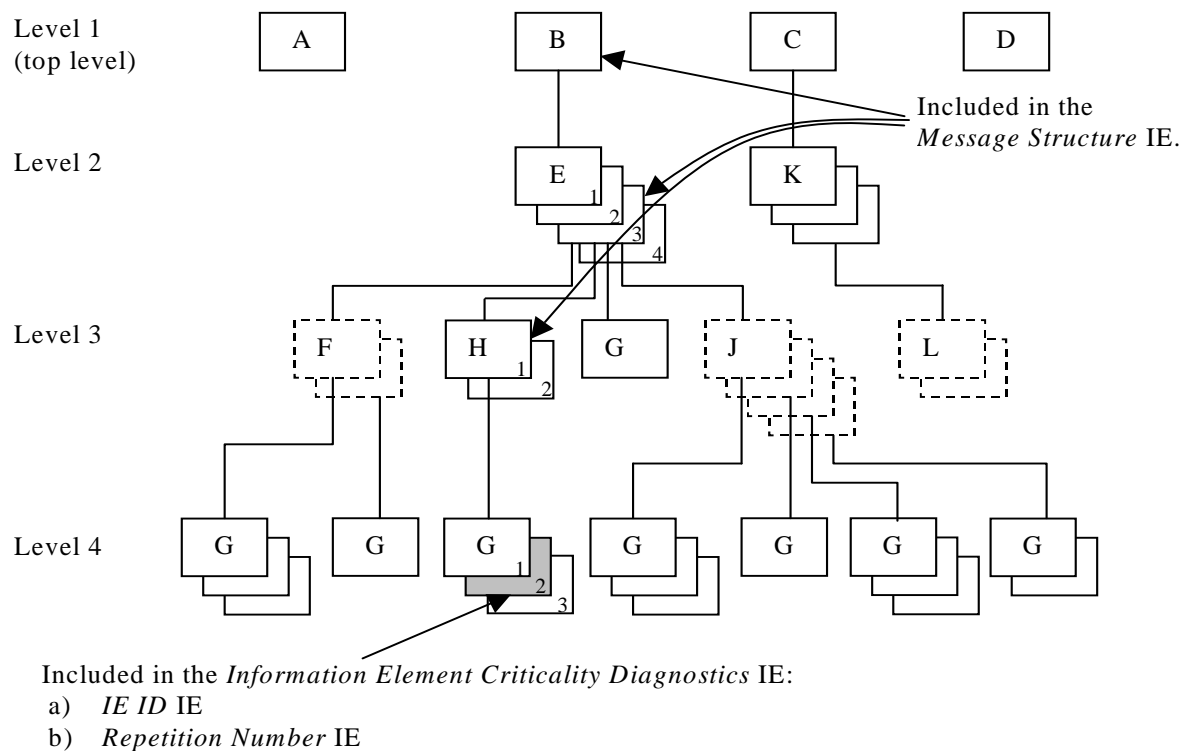 Level 1
(top level)
A
B
C
D
Included in the
Message Structure IE.
Level 2
E
1
2
3
4
K
Level 3
F
H
1
2
G
J
L
Level 4
G
G
G
1
2
3
G
G
G
G
Included in the Information Element Criticality Diagnostics IE:
a) IE ID IE
b) Repetition Number IE